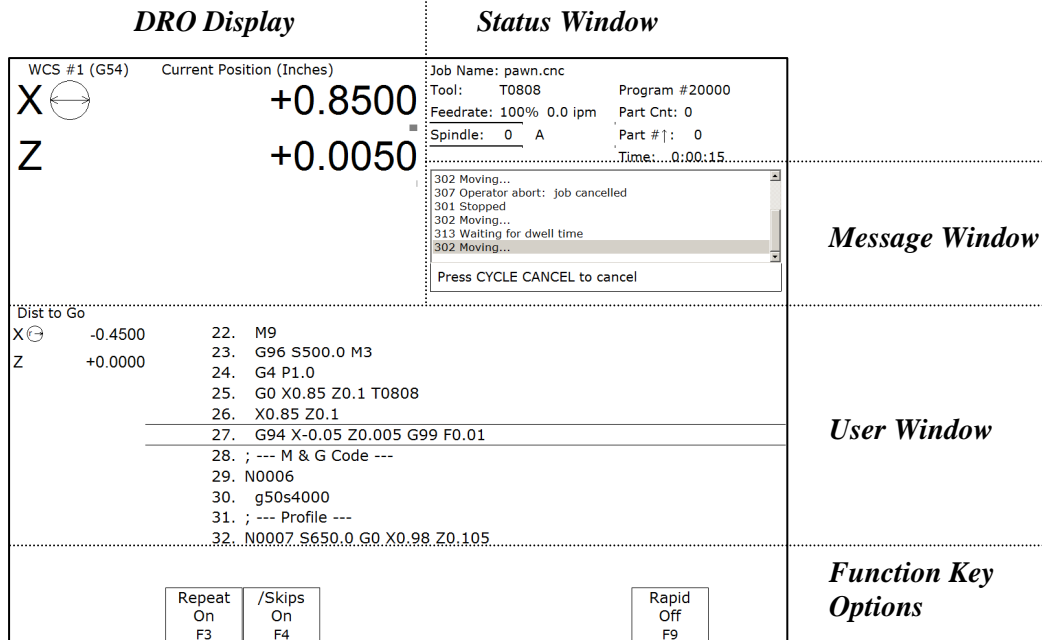 DRO Display
Status Window
WCS #1 (G54) Current Position (Inches)
X +0.8500
Z +0.0050
Job Name: pawn.cnc
Tool: T0808 Program #20000
Feedrate: 100% 0.0 ipm Part Cnt: 0
Spindle: 0 A Part #↑: 0
Time: 0:00:15
302 Moving...
307 Operator abort: job cancelled
301 Stopped
302 Moving...
313 Waiting for dwell time
302 Moving...
Press CYCLE CANCEL to cancel
Message Window
Dist to Go
X r -0.4500
Z +0.0000
22. M9
23. G96 S500.0 M3
24. G4 P1.0
25. G0 X0.85 Z0.1 T0808
26. X0.85 Z0.1
27. G94 X-0.05 Z0.005 G99 F0.01
28. ; --- M & G Code ---
29. N0006
30. g50s4000
31. ; --- Profile ---
32. N0007 S650.0 G0 X0.98 Z0.105
User Window
Repeat
On
F3
/Skips
On
F4
Rapid
Off
F9
Function Key
Options